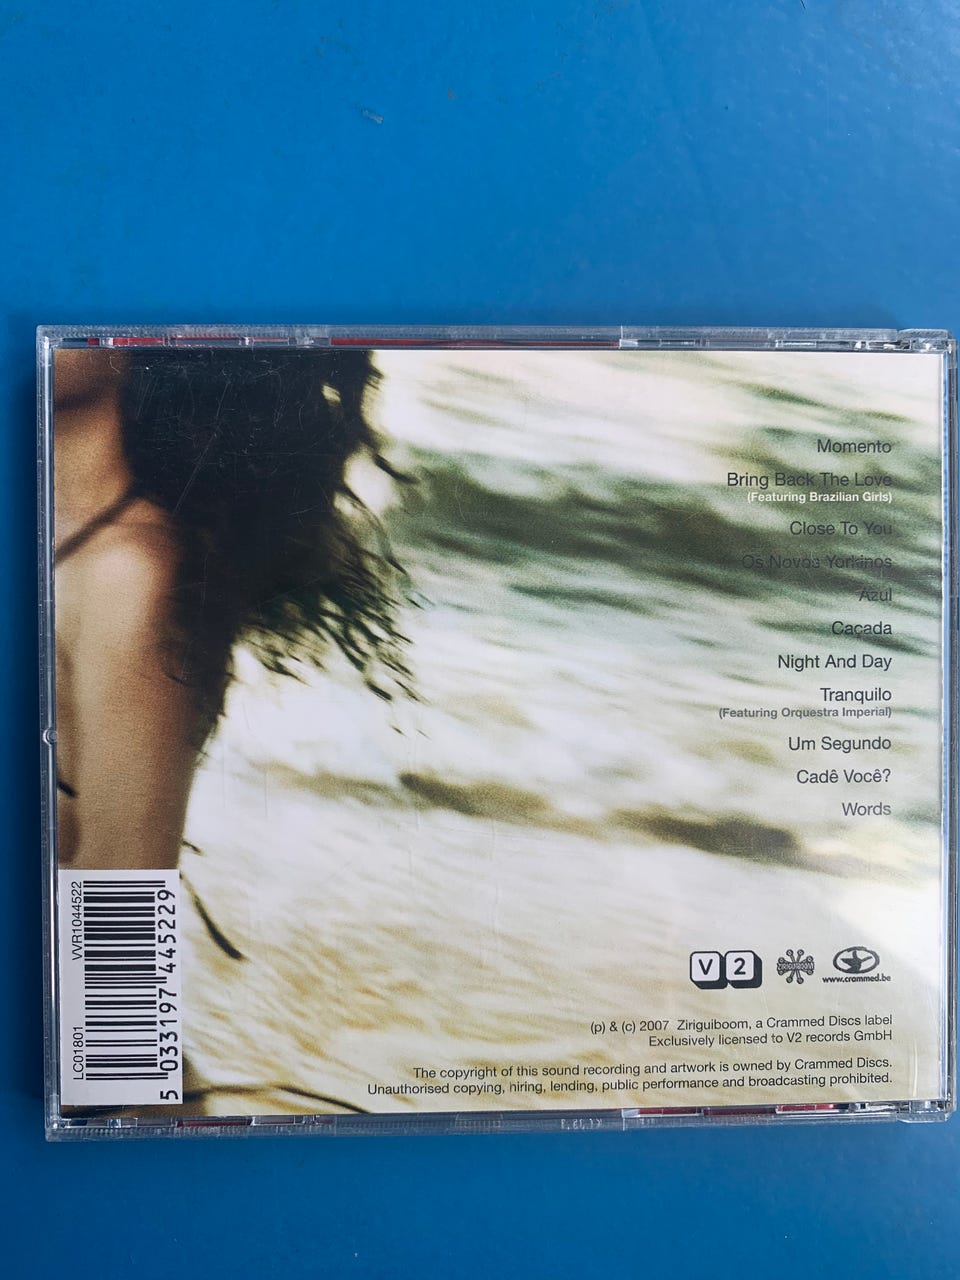 Momento
Bring Back The Love
(Featuring Brazilian Girls)
Close To You
Os Novos Yorkinos
Azul
Caçada
Night And Day
Tranquilo
(Featuring Orquestra Imperial)
Um Segundo
Cadê Você?
Words
V2
ZIRIGUIBOOM
www.crammed.be
(p) & (c) 2007 Ziriguiboom, a Crammed Discs label
Exclusively licensed to V2 records GmbH
The copyright of this sound recording and artwork is owned by Crammed Discs.
Unauthorised copying, hiring, lending, public performance and broadcasting prohibited.
LC01801
VVR1044522
5 033197 445229